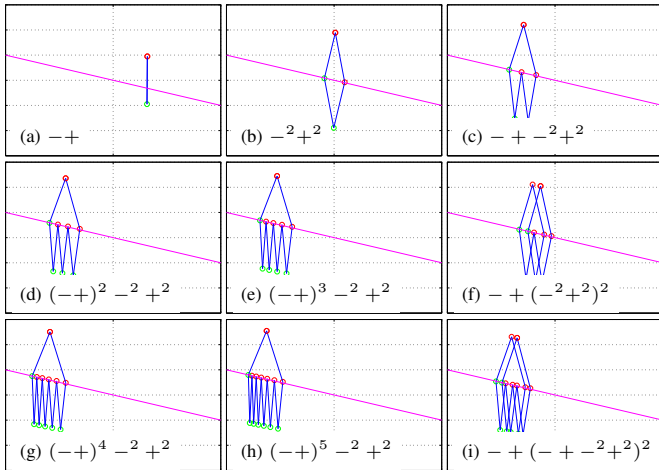 (a) −+
(b) −²+²
(c) − + −²+²
(d) (−+)² −² +²
(e) (−+)³ −² +²
(f) − + (−²+²)²
(g) (−+)⁴ −² +²
(h) (−+)⁵ −² +²
(i) − + (− + −²+²)²